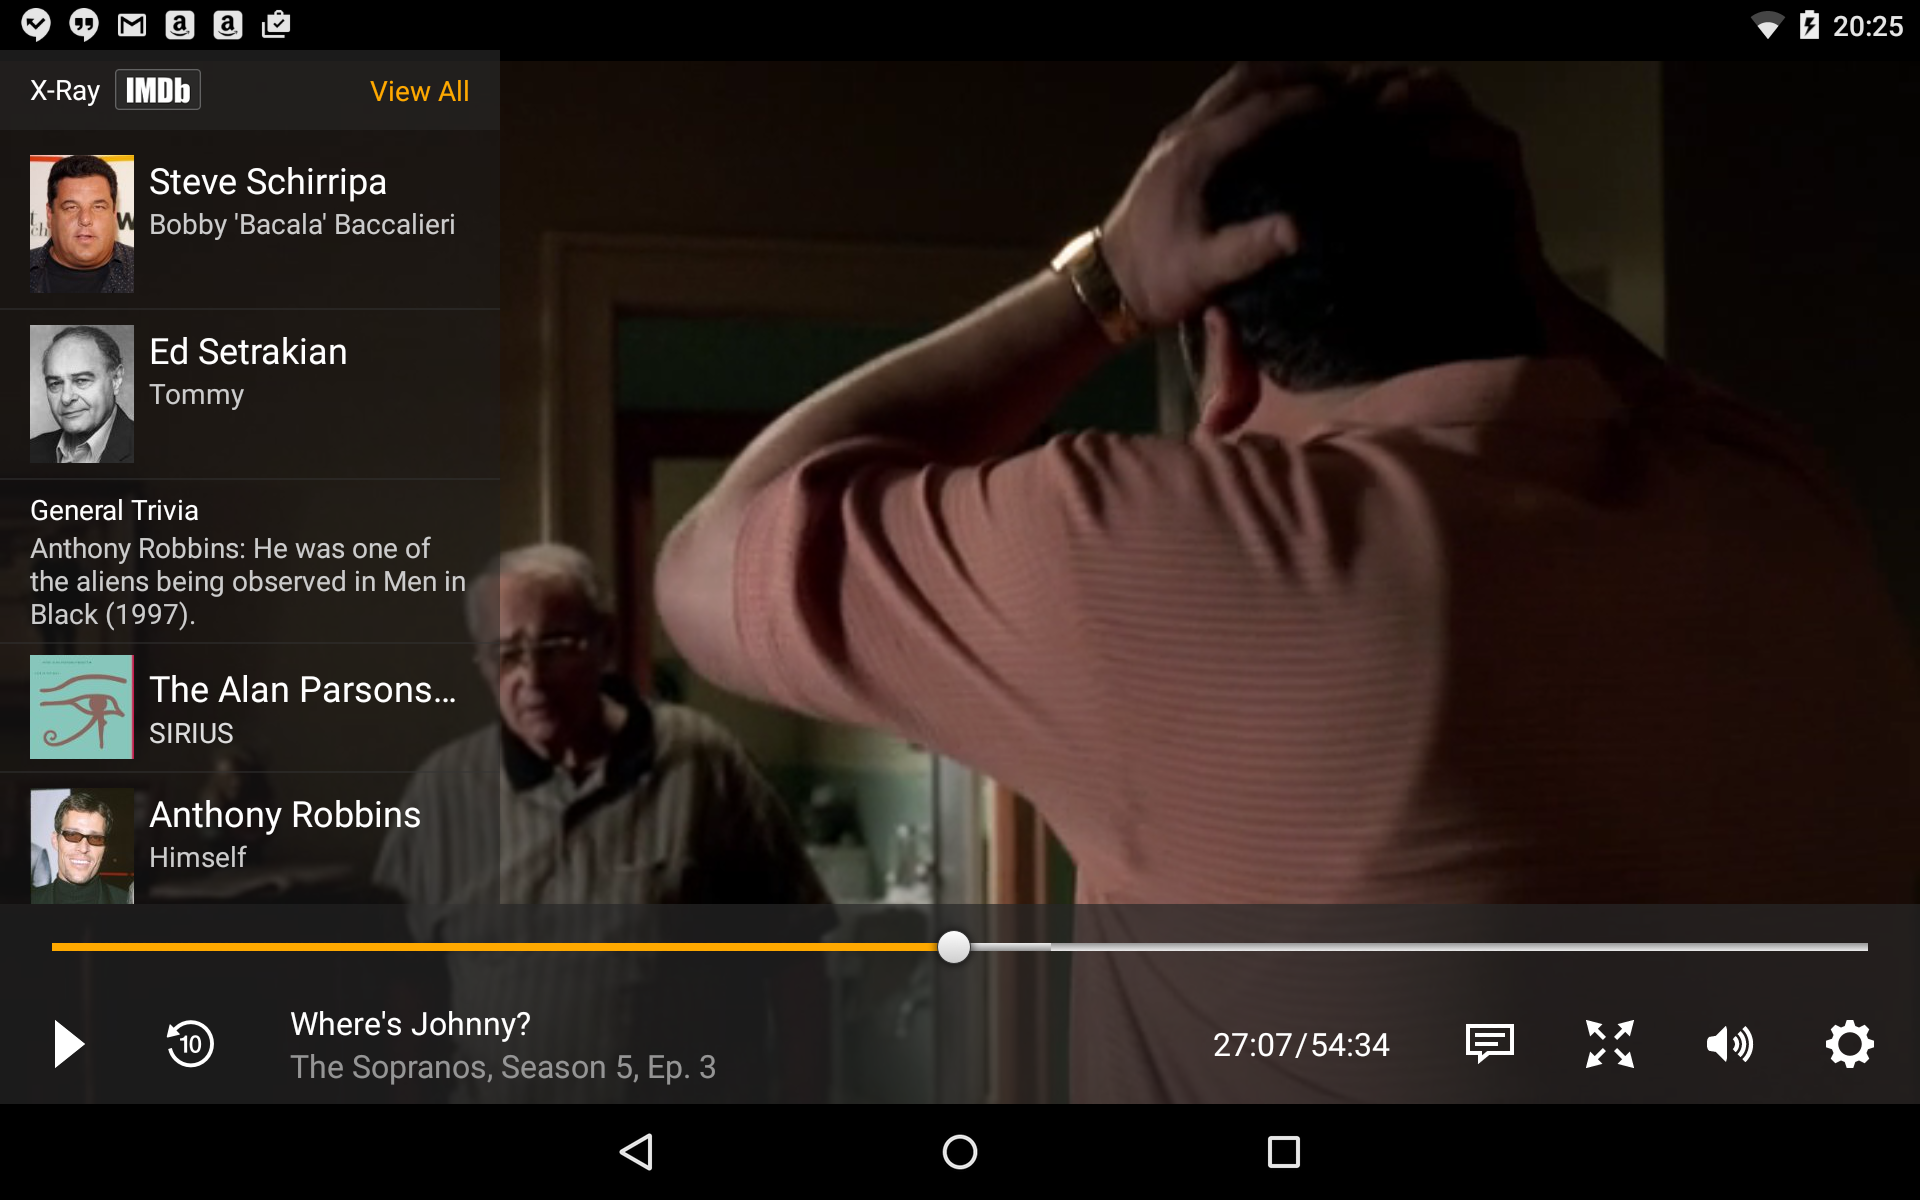 20:25
X-Ray IMDb View All
Steve Schirripa
Bobby 'Bacala' Baccalieri
Ed Setrakian
Tommy
General Trivia
Anthony Robbins: He was one of
the aliens being observed in Men in
Black (1997).
The Alan Parsons...
SIRIUS
Anthony Robbins
Himself
10
Where's Johnny?
The Sopranos, Season 5, Ep. 3
27:07/54:34